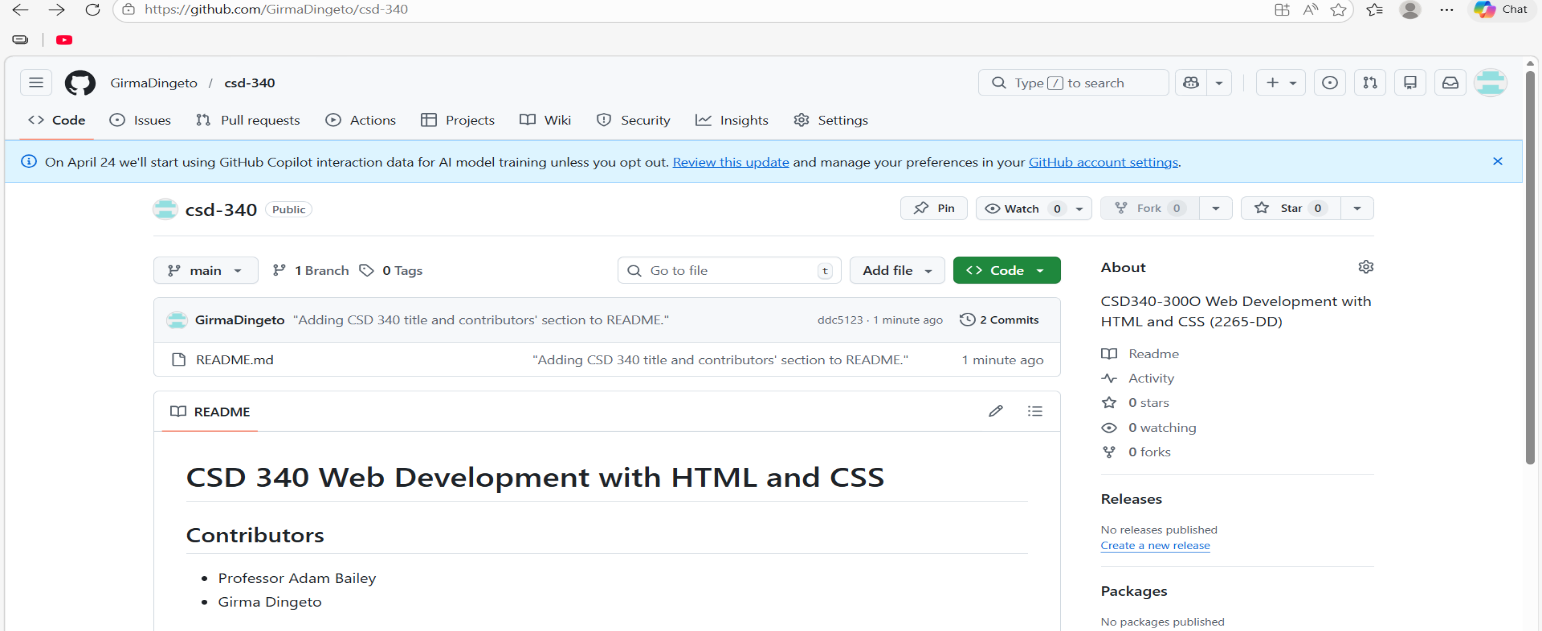 https://github.com/GirmaDingeto/csd-340
Chat
GirmaDingeto / csd-340
Type / to search
<> Code Issues Pull requests Actions Projects Wiki Security Insights Settings
On April 24 we'll start using GitHub Copilot interaction data for AI model training unless you opt out. Review this update and manage your preferences in your GitHub account settings.
csd-340 Public
Pin Watch 0 Fork 0 Star 0
main 1 Branch 0 Tags
Go to file t Add file <> Code
GirmaDingeto "Adding CSD 340 title and contributors' section to README." ddc5123 · 1 minute ago 2 Commits
README.md "Adding CSD 340 title and contributors' section to README." 1 minute ago
README
CSD 340 Web Development with HTML and CSS
Contributors
• Professor Adam Bailey
• Girma Dingeto
About
CSD340-300O Web Development with
HTML and CSS (2265-DD)
Readme
Activity
0 stars
0 watching
0 forks
Releases
No releases published
Create a new release
Packages
No packages published